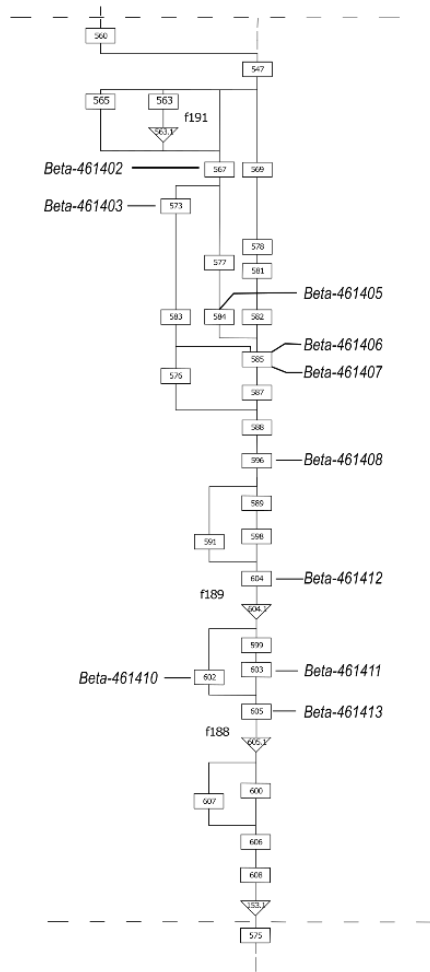 560
547
565 563
f191
563,1
Beta-461402 567 569
Beta-461403 573
578
577
581
Beta-461405
583 584 582
Beta-461406
585
Beta-461407
576
587
588
596 Beta-461408
589
598
591
604 Beta-461412
f189
604,1
599
603 Beta-461411
Beta-461410 602
605 Beta-461413
f188
605,1
600
607
606
608
153,1
575